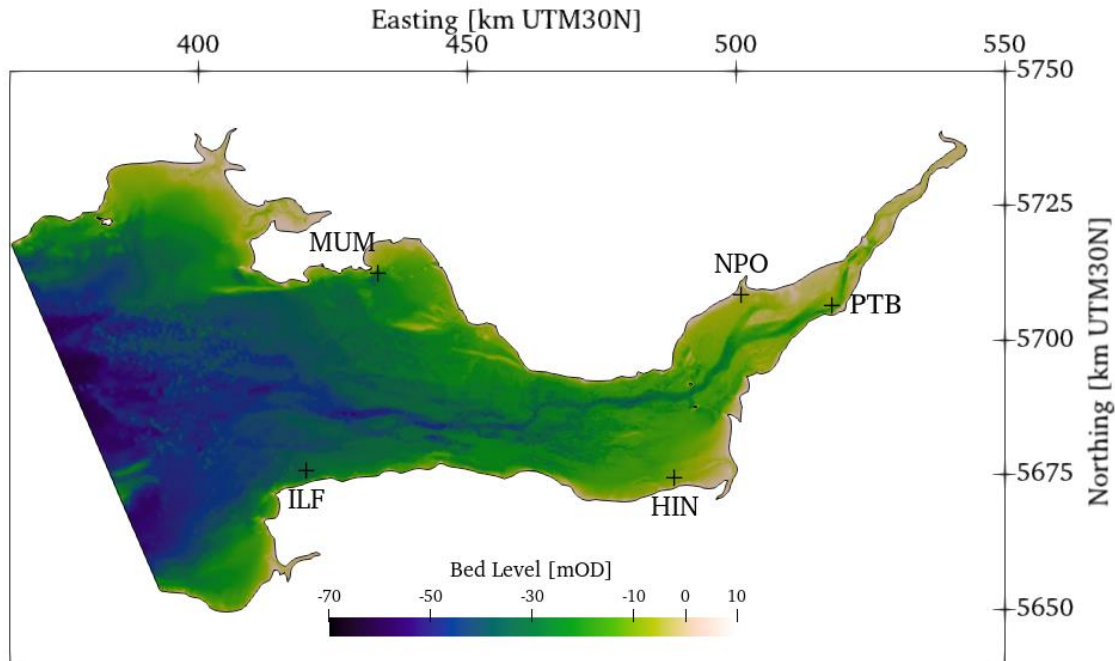 Easting [km UTM30N]
400 450 500 550
5750
5725
MUM
NPO
PTB
5700
5675
ILF
HIN
Northing [km UTM30N]
Bed Level [mOD]
-70 -50 -30 -10 0 10
5650